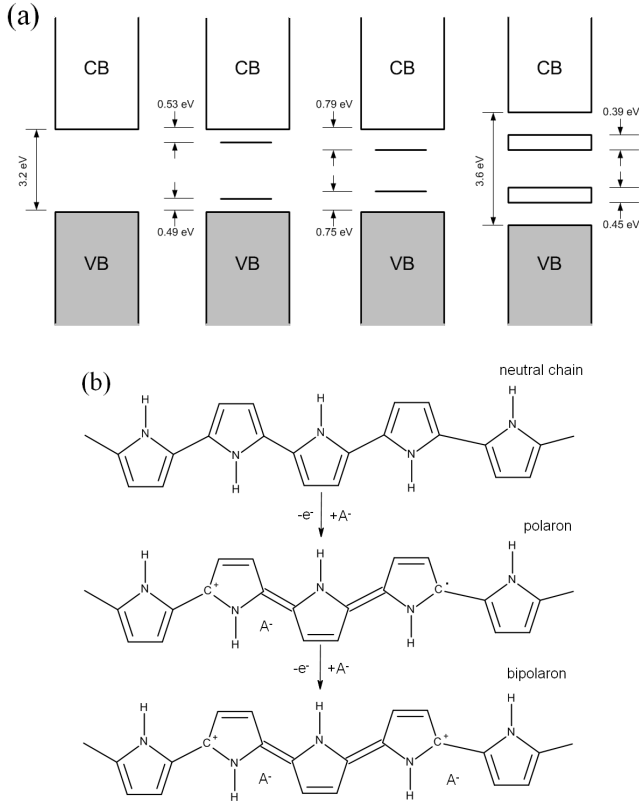 (a)
CB
CB
CB
CB
0.53 eV
0.79 eV
0.39 eV
3.2 eV
3.6 eV
0.49 eV
0.75 eV
0.45 eV
VB
VB
VB
VB
(b)
neutral chain
H
N
N
H
H
N
N
H
H
N
-e⁻ +A⁻
polaron
H
N
C⁺
N
H
A⁻
H
N
C•
N
H
H
N
-e⁻ +A⁻
bipolaron
H
N
C⁺
N
H
A⁻
H
N
C⁺
N
H
A⁻
H
N